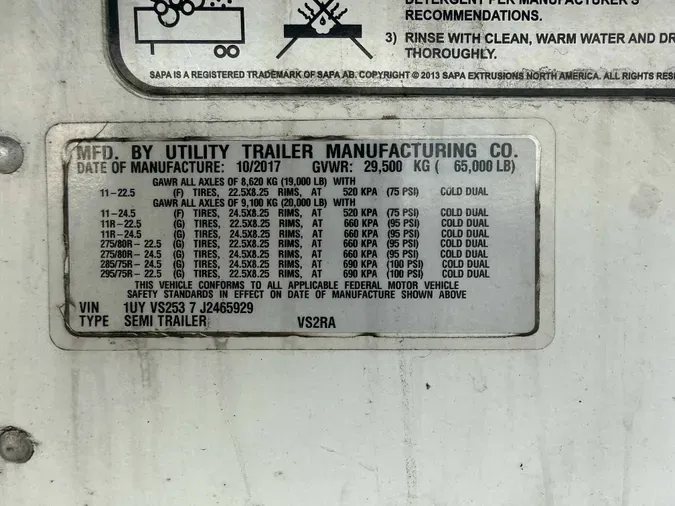 DETERGENT PER MANUFACTURER'S
RECOMMENDATIONS.
3) RINSE WITH CLEAN, WARM WATER AND DR
THOROUGHLY.
SAPA IS A REGISTERED TRADEMARK OF SAPA AB. COPYRIGHT © 2013 SAPA EXTRUSIONS NORTH AMERICA. ALL RIGHTS RESE
MFD. BY UTILITY TRAILER MANUFACTURING CO.
DATE OF MANUFACTURE: 10/2017 GVWR: 29,500 KG ( 65,000 LB)
GAWR ALL AXLES OF 8,620 KG (19,000 LB) WITH
11-22.5 (F) TIRES, 22.5X8.25 RIMS, AT 520 KPA (75 PSI) COLD DUAL
GAWR ALL AXLES OF 9,100 KG (20,000 LB) WITH
11-24.5 (F) TIRES, 24.5X8.25 RIMS, AT 520 KPA (75 PSI) COLD DUAL
11R-22.5 (G) TIRES, 22.5X8.25 RIMS, AT 660 KPA (95 PSI) COLD DUAL
11R-24.5 (G) TIRES, 24.5X8.25 RIMS, AT 660 KPA (95 PSI) COLD DUAL
275/80R-22.5 (G) TIRES, 22.5X8.25 RIMS, AT 660 KPA (95 PSI) COLD DUAL
275/80R-24.5 (G) TIRES, 24.5X8.25 RIMS, AT 660 KPA (95 PSI) COLD DUAL
285/75R-24.5 (G) TIRES, 24.5X8.25 RIMS, AT 690 KPA (100 PSI) COLD DUAL
295/75R-22.5 (G) TIRES, 22.5X8.25 RIMS, AT 690 KPA (100 PSI) COLD DUAL
THIS VEHICLE CONFORMS TO ALL APPLICABLE FEDERAL MOTOR VEHICLE
SAFETY STANDARDS IN EFFECT ON DATE OF MANUFACTURE SHOWN ABOVE
VIN 1UY VS253 7 J2465929
TYPE SEMI TRAILER VS2RA